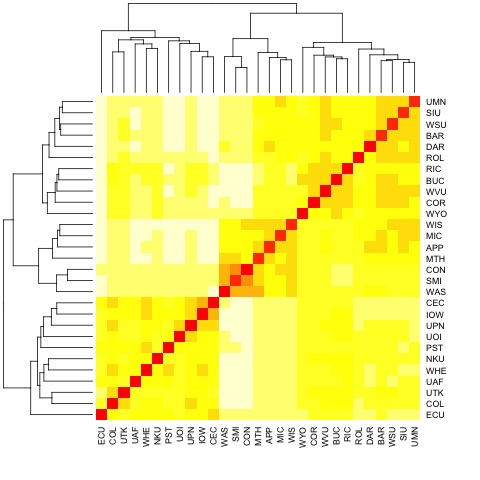 UMN
SIU
WSU
BAR
DAR
ROL
RIC
BUC
WVU
COR
WYO
WIS
MIC
APP
MTH
CON
SMI
WAS
CEC
IOW
UPN
UOI
PST
NKU
WHE
UAF
UTK
COL
ECU
ECU COL UTK UAF WHE NKU PST UOI UPN IOW CEC WAS SMI CON MTH APP MIC WIS WYO COR WVU BUC RIC ROL DAR BAR WSU SIU UMN